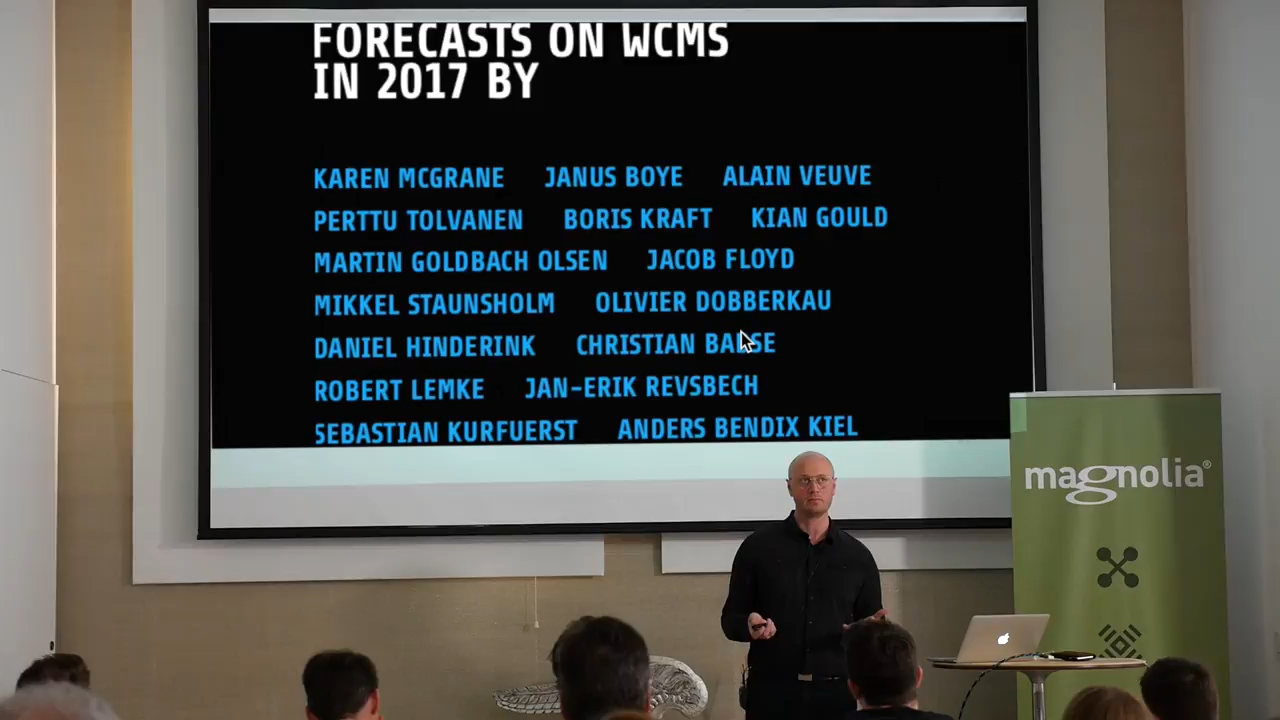 FORECASTS ON WCMS
IN 2017 BY
KAREN MCGRANE JANUS BOYE ALAIN VEUVE
PERTTU TOLVANEN BORIS KRAFT KIAN GOULD
MARTIN GOLDBACH OLSEN JACOB FLOYD
MIKKEL STAUNSHOLM OLIVIER DOBBERKAU
DANIEL HINDERINK CHRISTIAN
ROBERT LEMKE JAN-ERIK REVSBECH
SEBASTIAN KURFUERST ANDERS BENDIX KIEL
magnolia®